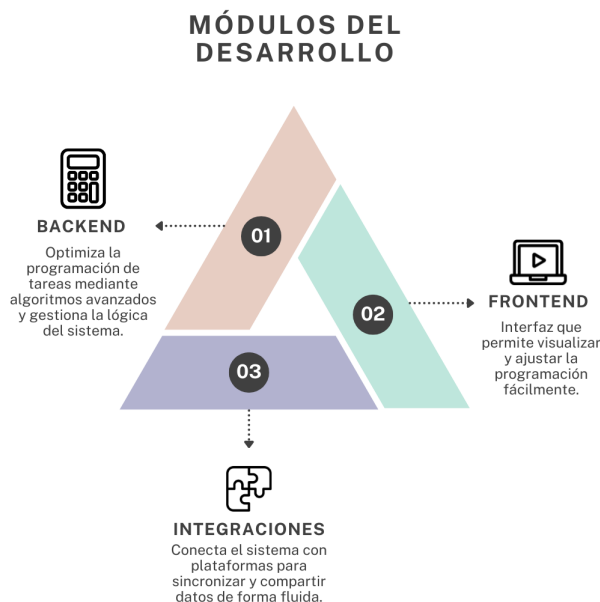 MÓDULOS DEL
DESARROLLO
01
BACKEND
Optimiza la
programación de
tareas mediante
algoritmos avanzados
y gestiona la lógica
del sistema.
02
FRONTEND
Interfaz que
permite visualizar
y ajustar la
programación
fácilmente.
03
INTEGRACIONES
Conecta el sistema con
plataformas para
sincronizar y compartir
datos de forma fluida.